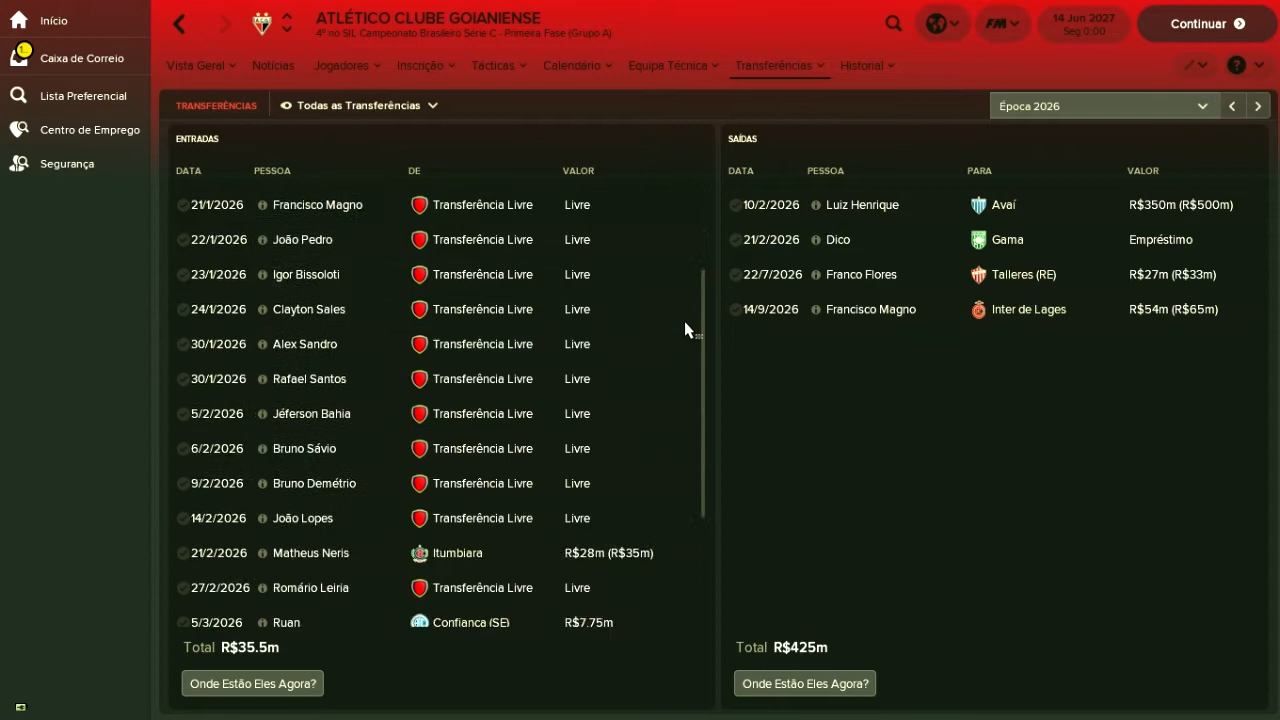 Início
Caixa de Correio
Lista Preferencial
Centro de Emprego
Segurança
ATLÉTICO CLUBE GOIANIENSE
4º no SIL Campeonato Brasileiro Série C - Primeira Fase (Grupo A)
FM
14 Jun 2027
Seg 0:00
Continuar
Vista Geral Notícias Jogadores Inscrição Tácticas Calendário Equipa Técnica Transferências Historial
TRANSFERÊNCIAS Todas as Transferências Época 2026
ENTRADAS
DATA PESSOA DE VALOR
21/1/2026 Francisco Magno Transferência Livre Livre
22/1/2026 João Pedro Transferência Livre Livre
23/1/2026 Igor Bissoloti Transferência Livre Livre
24/1/2026 Clayton Sales Transferência Livre Livre
30/1/2026 Alex Sandro Transferência Livre Livre
30/1/2026 Rafael Santos Transferência Livre Livre
5/2/2026 Jéferson Bahia Transferência Livre Livre
6/2/2026 Bruno Sávio Transferência Livre Livre
9/2/2026 Bruno Demétrio Transferência Livre Livre
14/2/2026 João Lopes Transferência Livre Livre
21/2/2026 Matheus Neris Itumbiara R$28m (R$35m)
27/2/2026 Romário Leiria Transferência Livre Livre
5/3/2026 Ruan Confiança (SE) R$7.75m
Total R$35.5m
Onde Estão Eles Agora?
SAÍDAS
DATA PESSOA PARA VALOR
10/2/2026 Luiz Henrique Avaí R$350m (R$500m)
21/2/2026 Dico Gama Empréstimo
22/7/2026 Franco Flores Talleres (RE) R$27m (R$33m)
14/9/2026 Francisco Magno Inter de Lages R$54m (R$65m)
Total R$425m
Onde Estão Eles Agora?